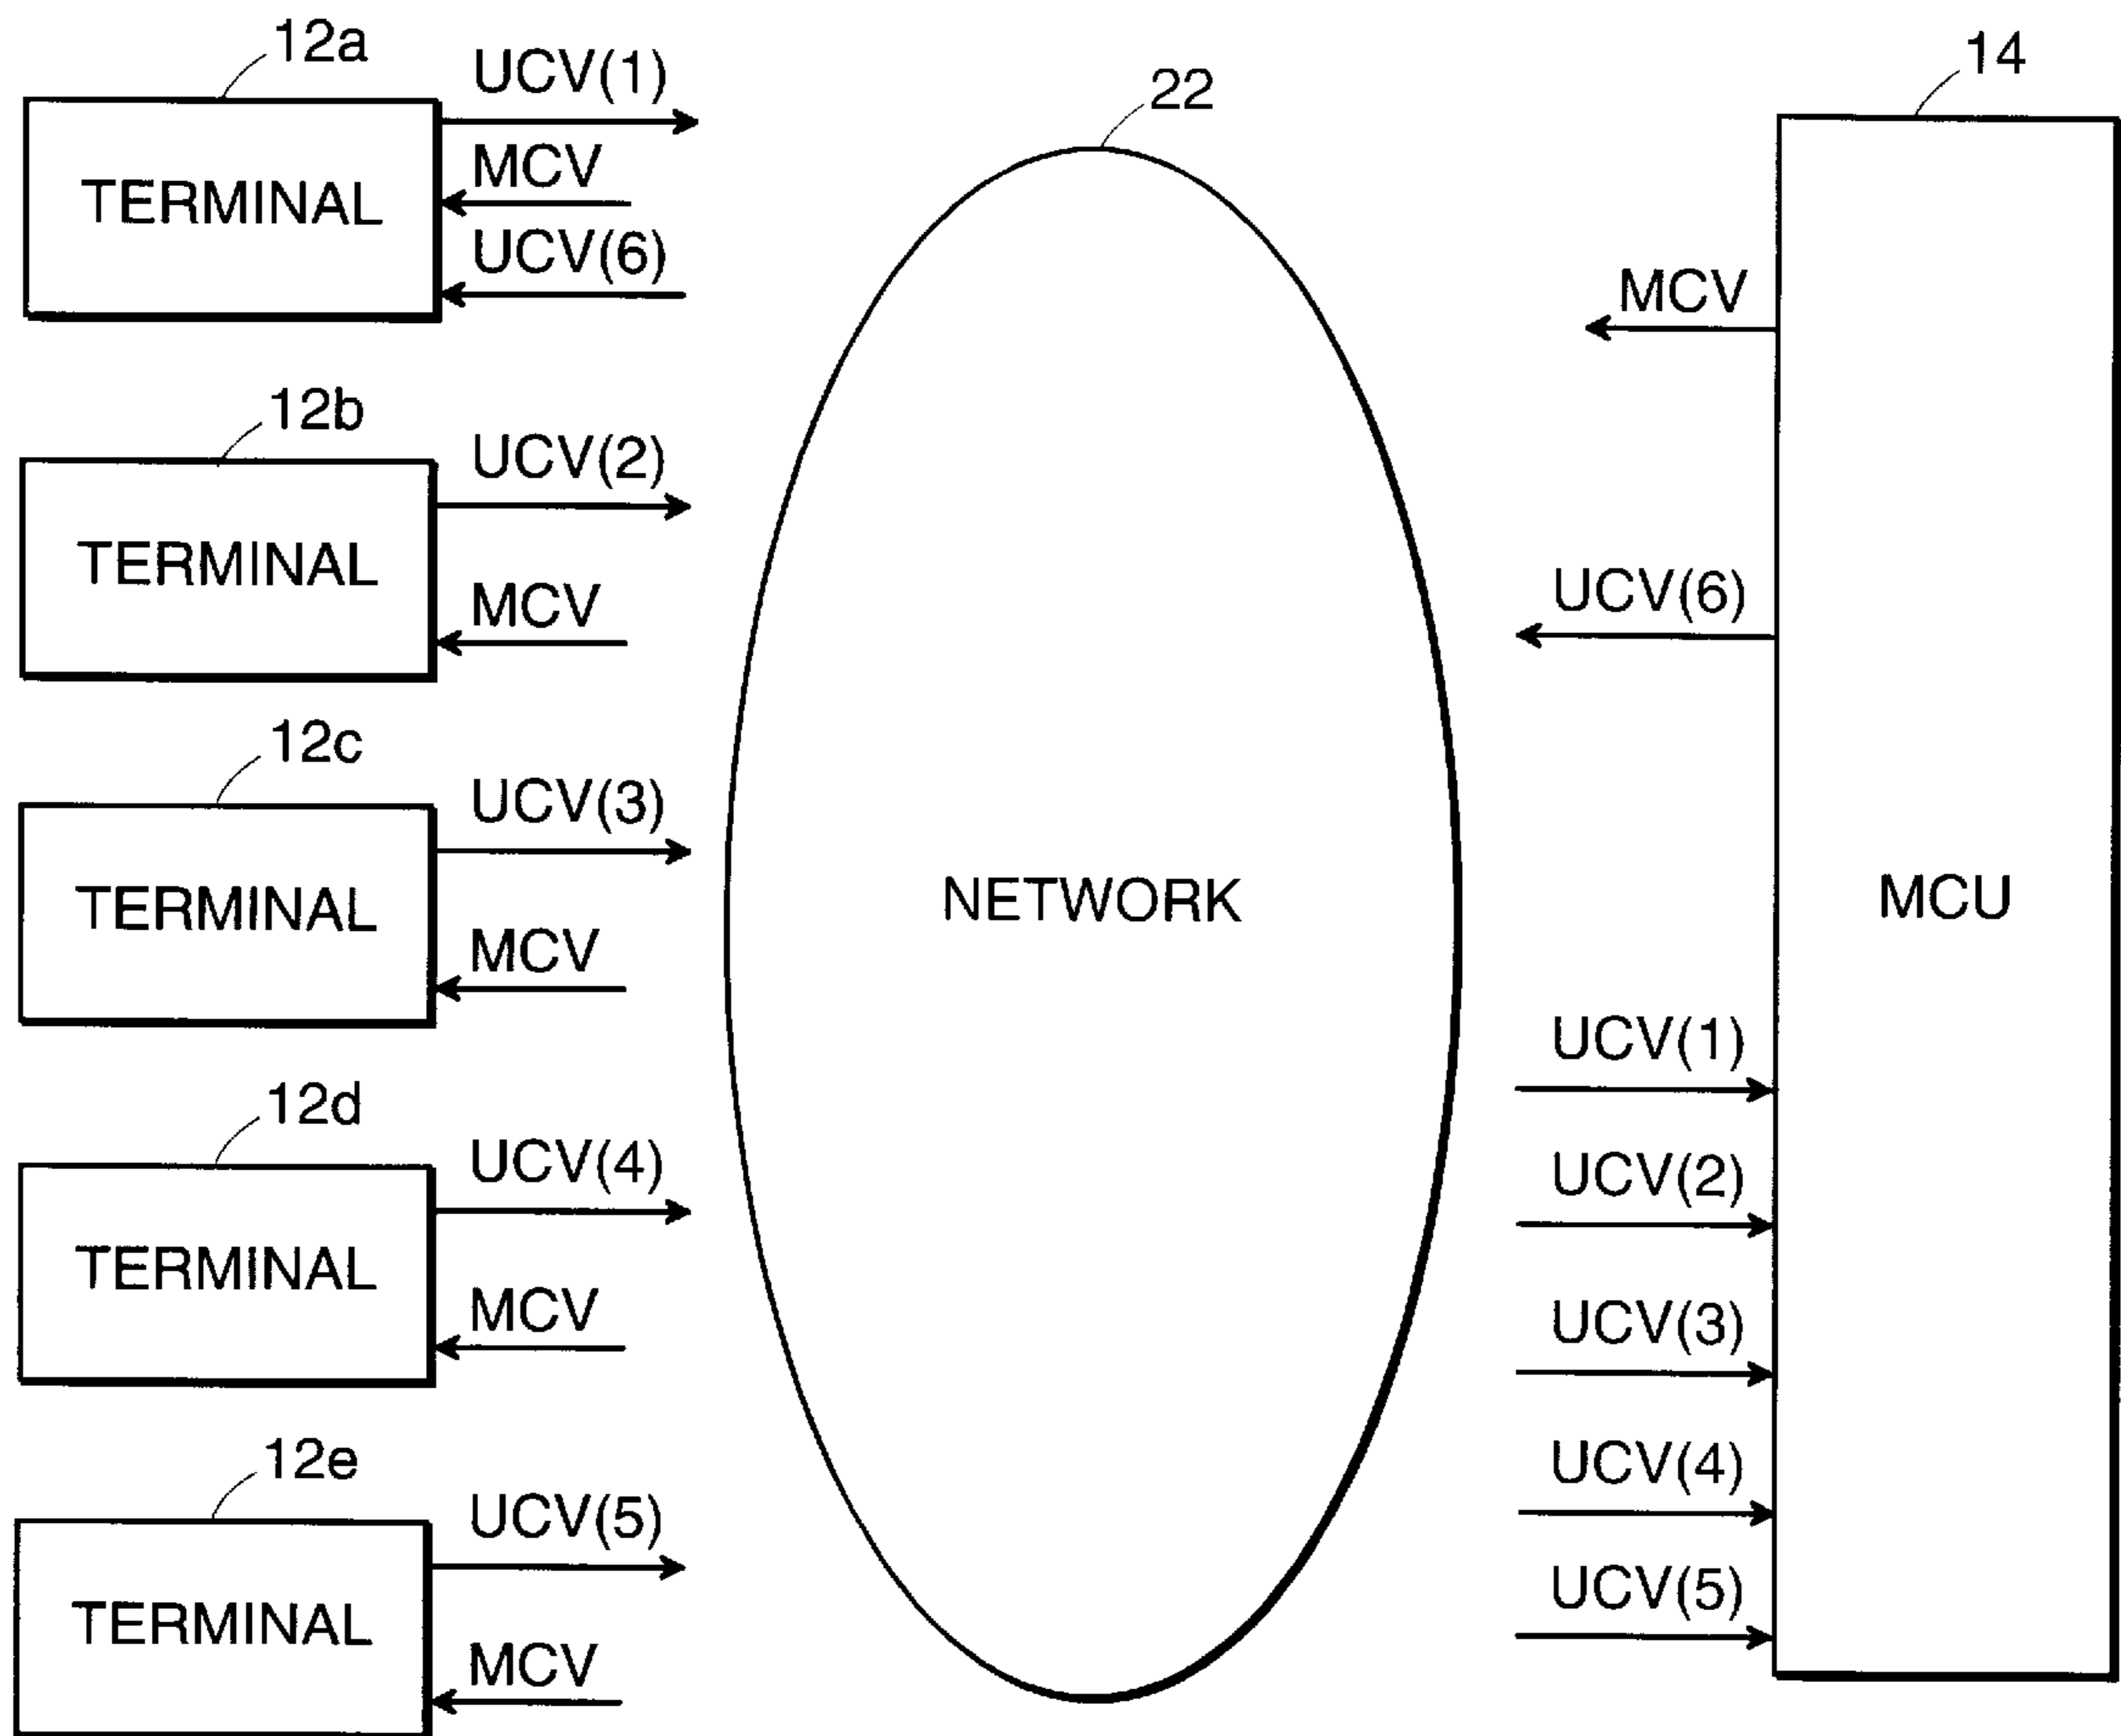 12a
UCV(1)
TERMINAL
MCV
UCV(6)
12b
UCV(2)
TERMINAL
MCV
12c
UCV(3)
TERMINAL
MCV
12d
UCV(4)
TERMINAL
MCV
12e
UCV(5)
TERMINAL
MCV
22
NETWORK
14
MCV
UCV(6)
MCU
UCV(1)
UCV(2)
UCV(3)
UCV(4)
UCV(5)